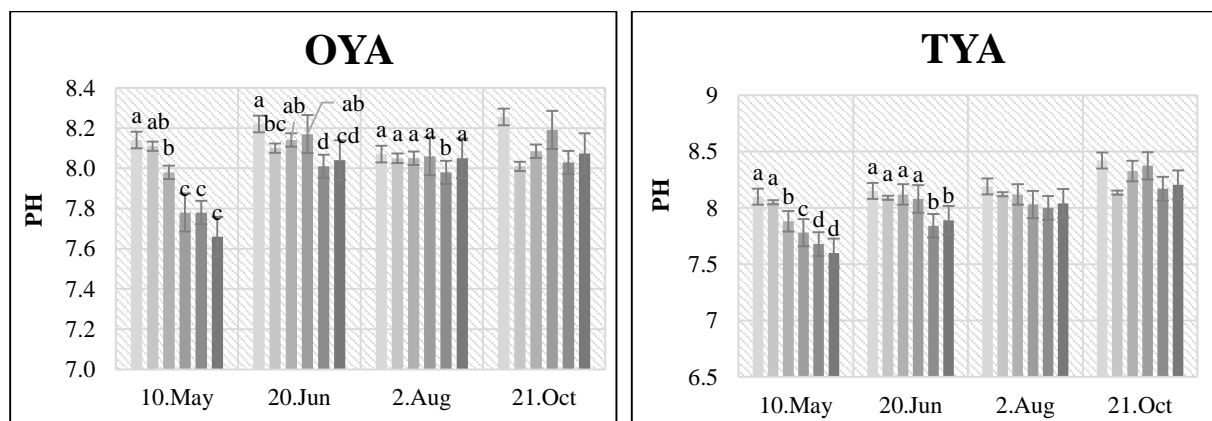 OYA
8.4
8.2
8.0
7.8
7.6
7.4
7.2
7.0
PH
a ab b c c c
a bc ab ab d cd
a a a a b a
10.May 20.Jun 2.Aug 21.Oct
TYA
9
8.5
8
7.5
7
6.5
PH
a a b c d d
a a a a b b
10.May 20.Jun 2.Aug 21.Oct